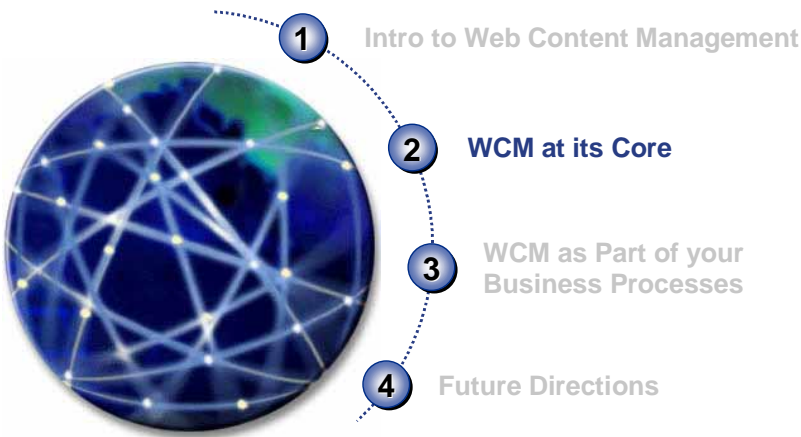 1 Intro to Web Content Management
2 WCM at its Core
3 WCM as Part of your
Business Processes
4 Future Directions